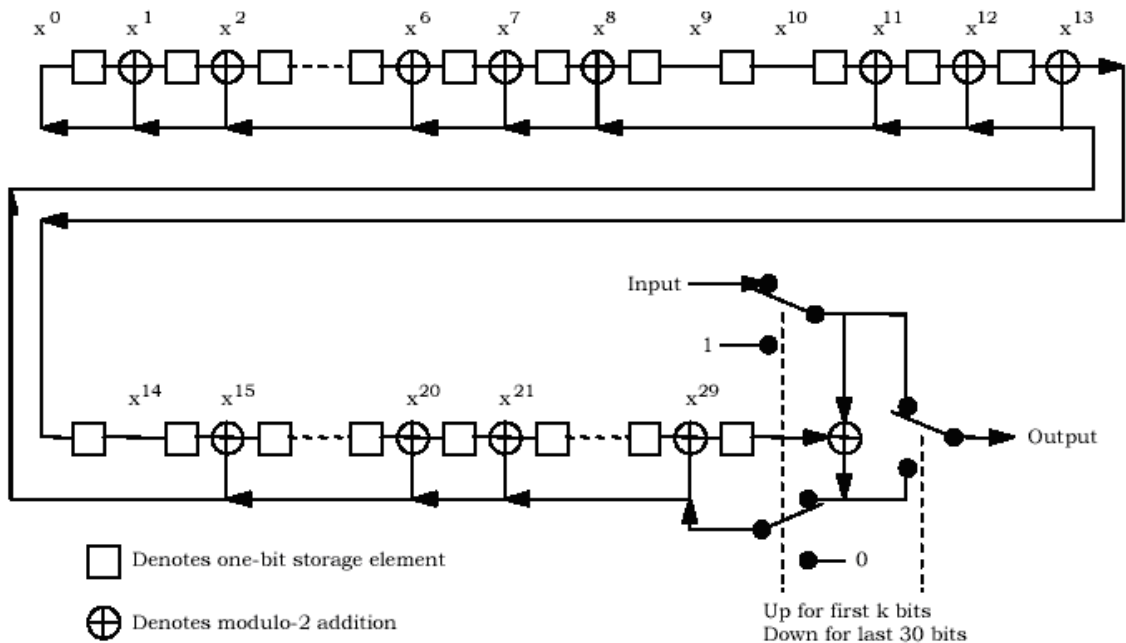 x^0 x^1 x^2 x^6 x^7 x^8 x^9 x^10 x^11 x^12 x^13
Input
1
x^14 x^15 x^20 x^21 x^29
Output
0
Denotes one-bit storage element
Denotes modulo-2 addition
Up for first k bits
Down for last 30 bits